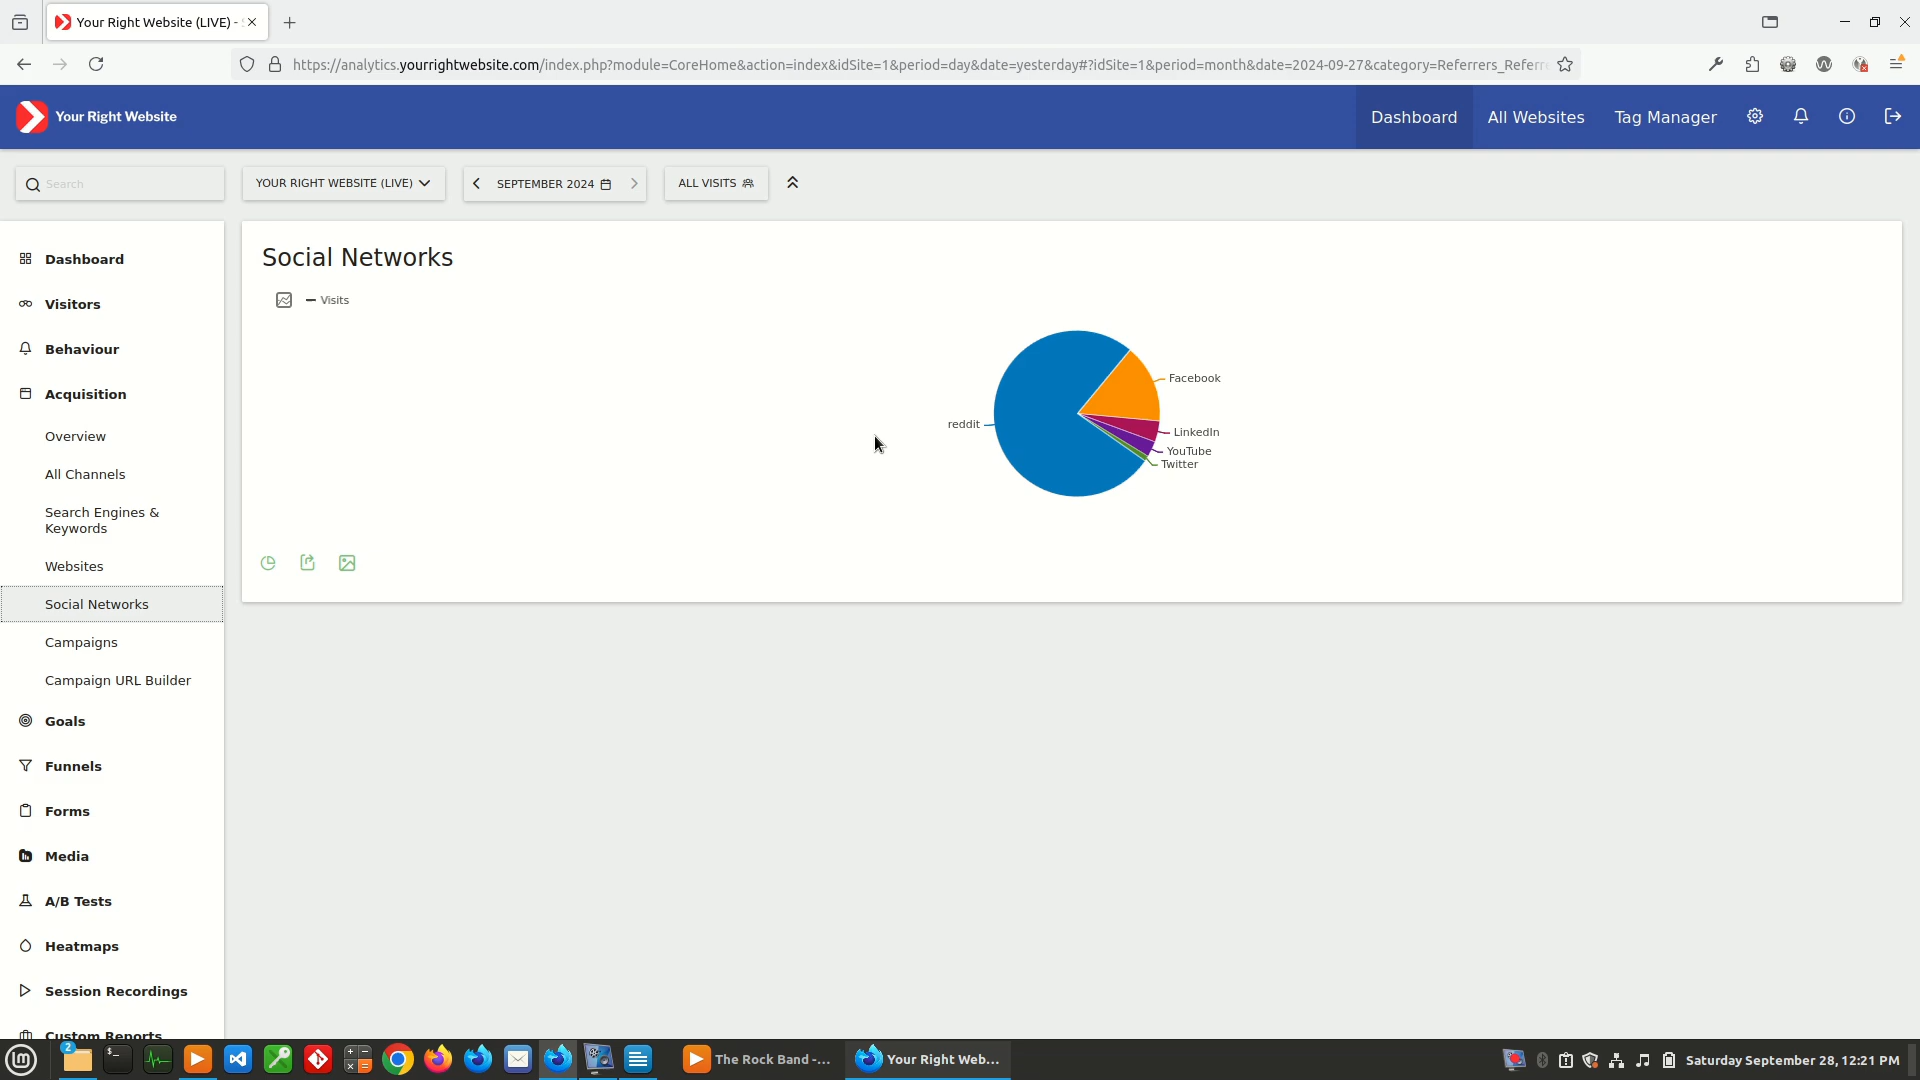 Your Right Website (LIVE) -
https://analytics.yourrightwebsite.com/index.php?module=CoreHome&action=index&idSite=1&period=day&date=yesterday#?idSite=1&period=month&date=2024-09-27&category=Referrers_Referre
Your Right Website
Dashboard
All Websites
Tag Manager
Search
YOUR RIGHT WEBSITE (LIVE)
SEPTEMBER 2024
ALL VISITS
Dashboard
Visitors
Behaviour
Acquisition
Overview
All Channels
Search Engines &
Keywords
Websites
Social Networks
Campaigns
Campaign URL Builder
Goals
Funnels
Forms
Media
A/B Tests
Heatmaps
Session Recordings
Custom Reports
Social Networks
Visits
Facebook
reddit
LinkedIn
YouTube
Twitter
2
The Rock Band -...
Your Right Web...
Saturday September 28, 12:21 PM